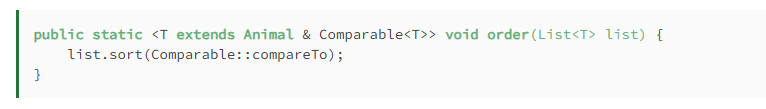 public static <T extends Animal & Comparable<T>> void order(List<T> list) {
    list.sort(Comparable::compareTo);
}